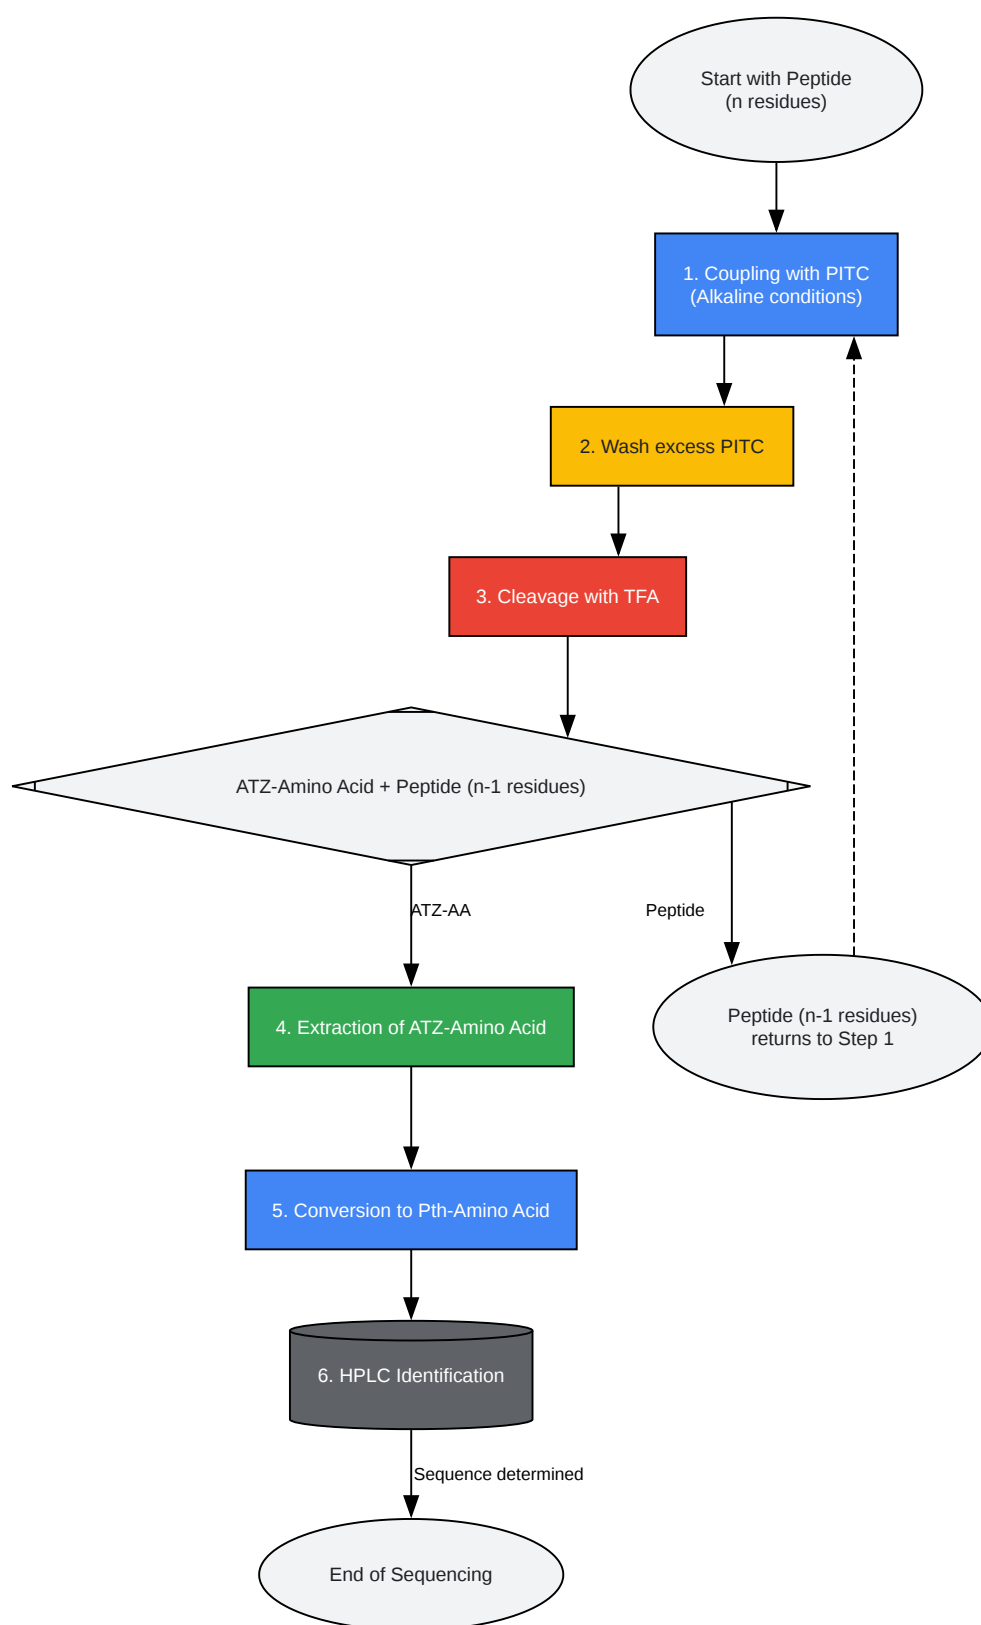 Start with Peptide
(n residues)
1. Coupling with PITC
(Alkaline conditions)
2. Wash excess PITC
3. Cleavage with TFA
ATZ-Amino Acid + Peptide (n-1 residues)
ATZ-AA
Peptide
4. Extraction of ATZ-Amino Acid
Peptide (n-1 residues)
returns to Step 1
5. Conversion to Pth-Amino Acid
6. HPLC Identification
Sequence determined
End of Sequencing